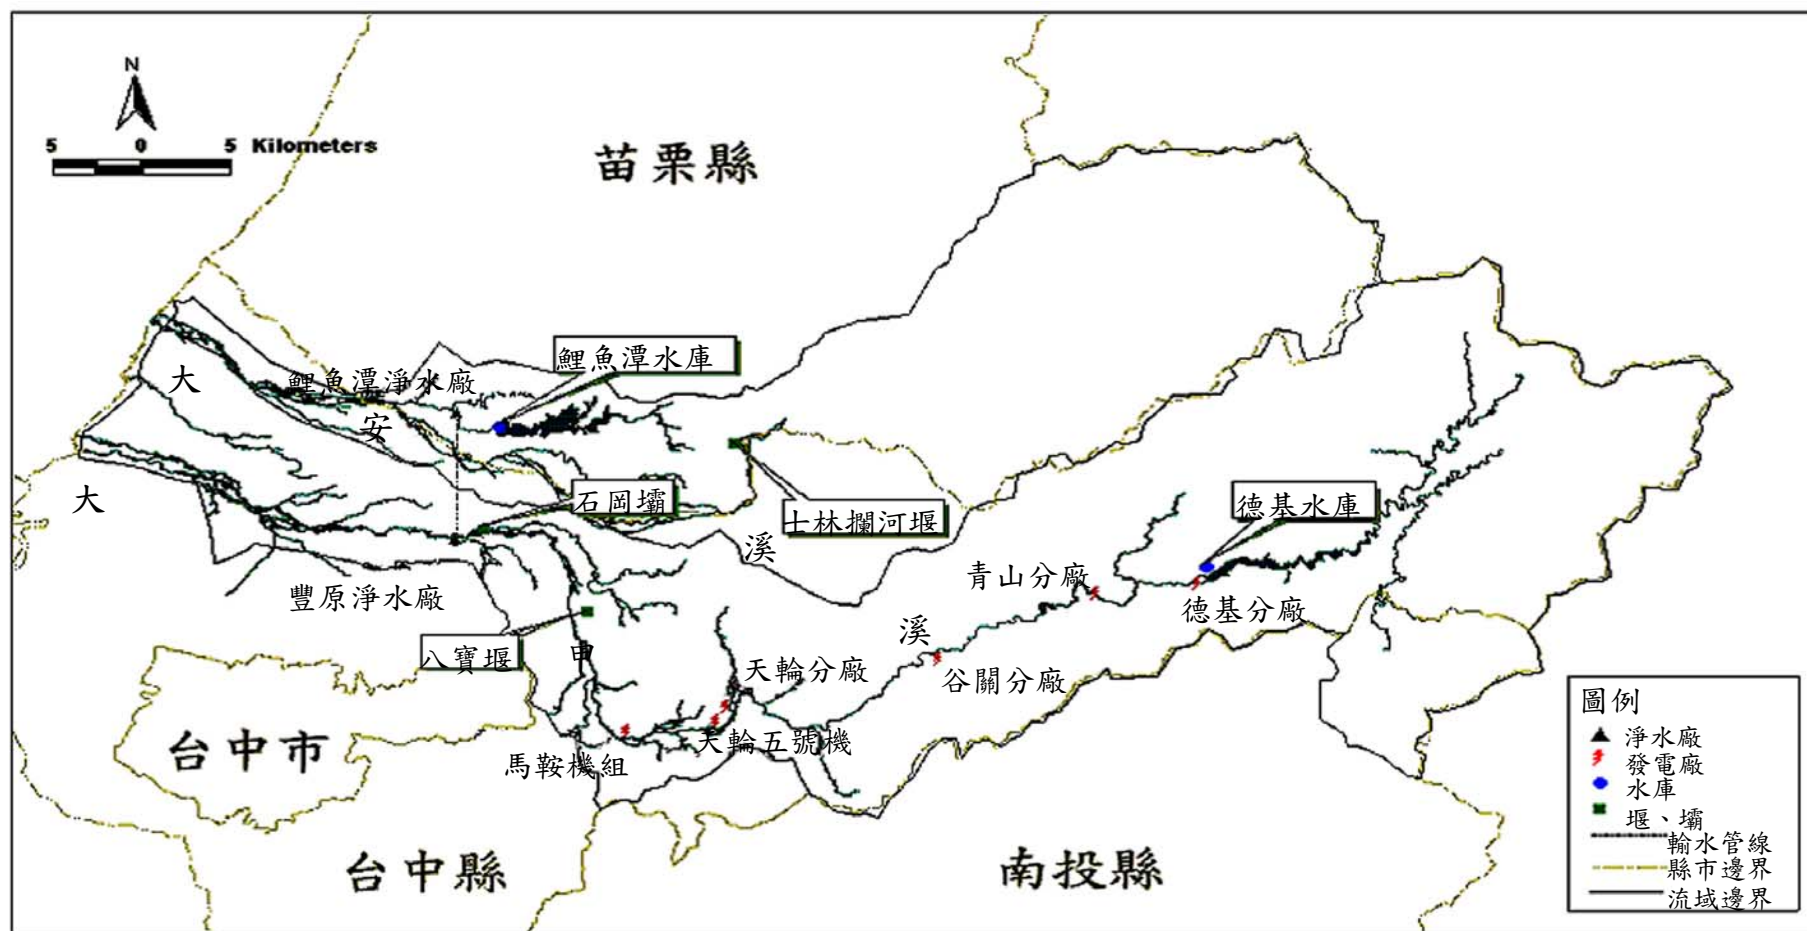 N
5 0 5 Kilometers
苗栗縣
鯉魚潭水庫
大
鯉魚潭淨水廠
安
大
石岡壩
士林攔河堰
德基水庫
溪
青山分廠
豐原淨水廠
德基分廠
溪
八寶堰
甲
天輪分廠
谷關分廠
台中市
天輪五號機
馬鞍機組
台中縣
南投縣
圖例
淨水廠
發電廠
水庫
堰、壩
輸水管線
縣市邊界
流域邊界